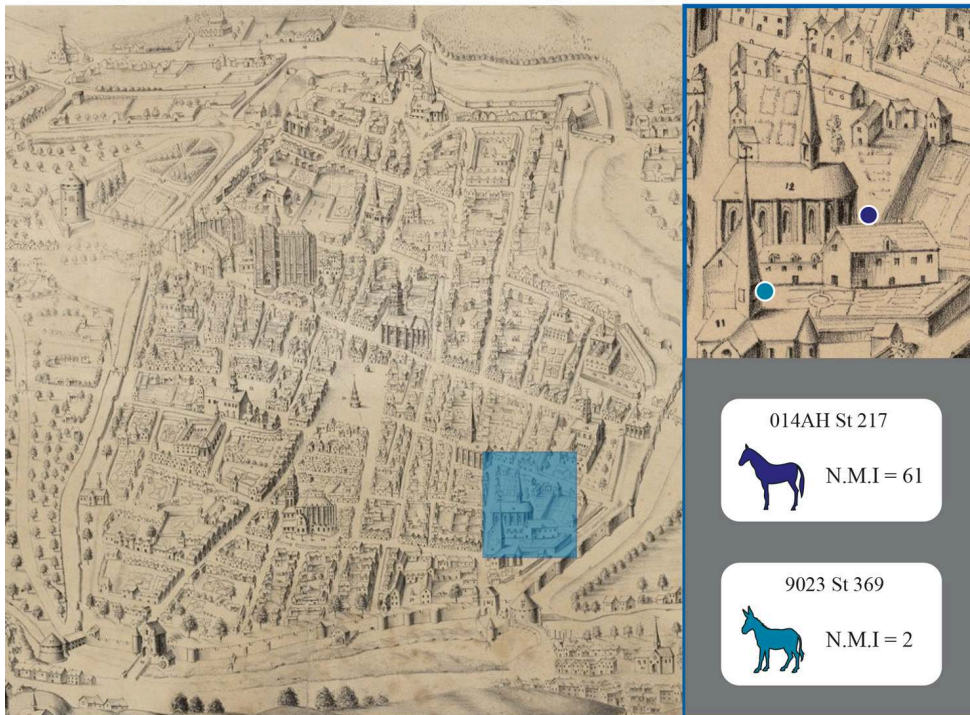 12
11
014AH St 217
N.M.I = 61
9023 St 369
N.M.I = 2